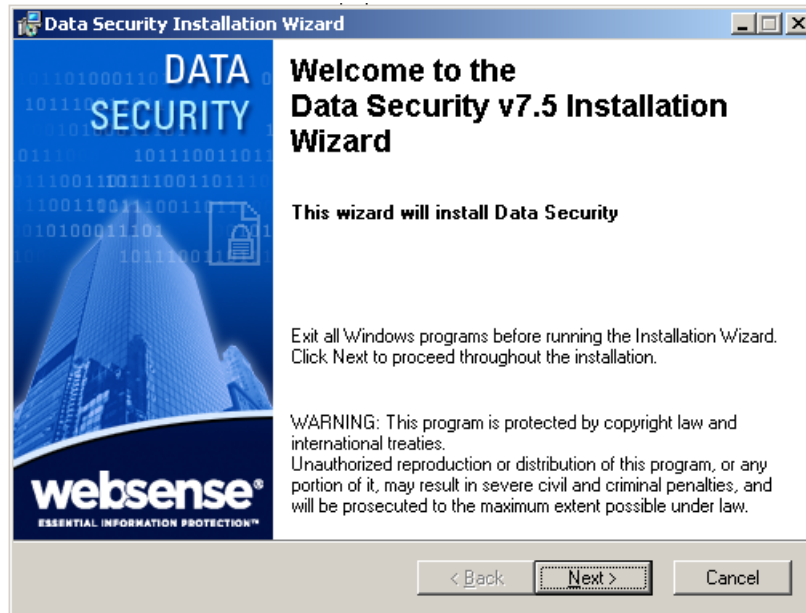 Data Security Installation Wizard
DATA
SECURITY
Welcome to the
Data Security v7.5 Installation
Wizard
This wizard will install Data Security
Exit all Windows programs before running the Installation Wizard.
Click Next to proceed throughout the installation.
WARNING: This program is protected by copyright law and
international treaties.
Unauthorized reproduction or distribution of this program, or any
portion of it, may result in severe civil and criminal penalties, and
will be prosecuted to the maximum extent possible under law.
websense®
ESSENTIAL INFORMATION PROTECTION™
< Back
Next >
Cancel